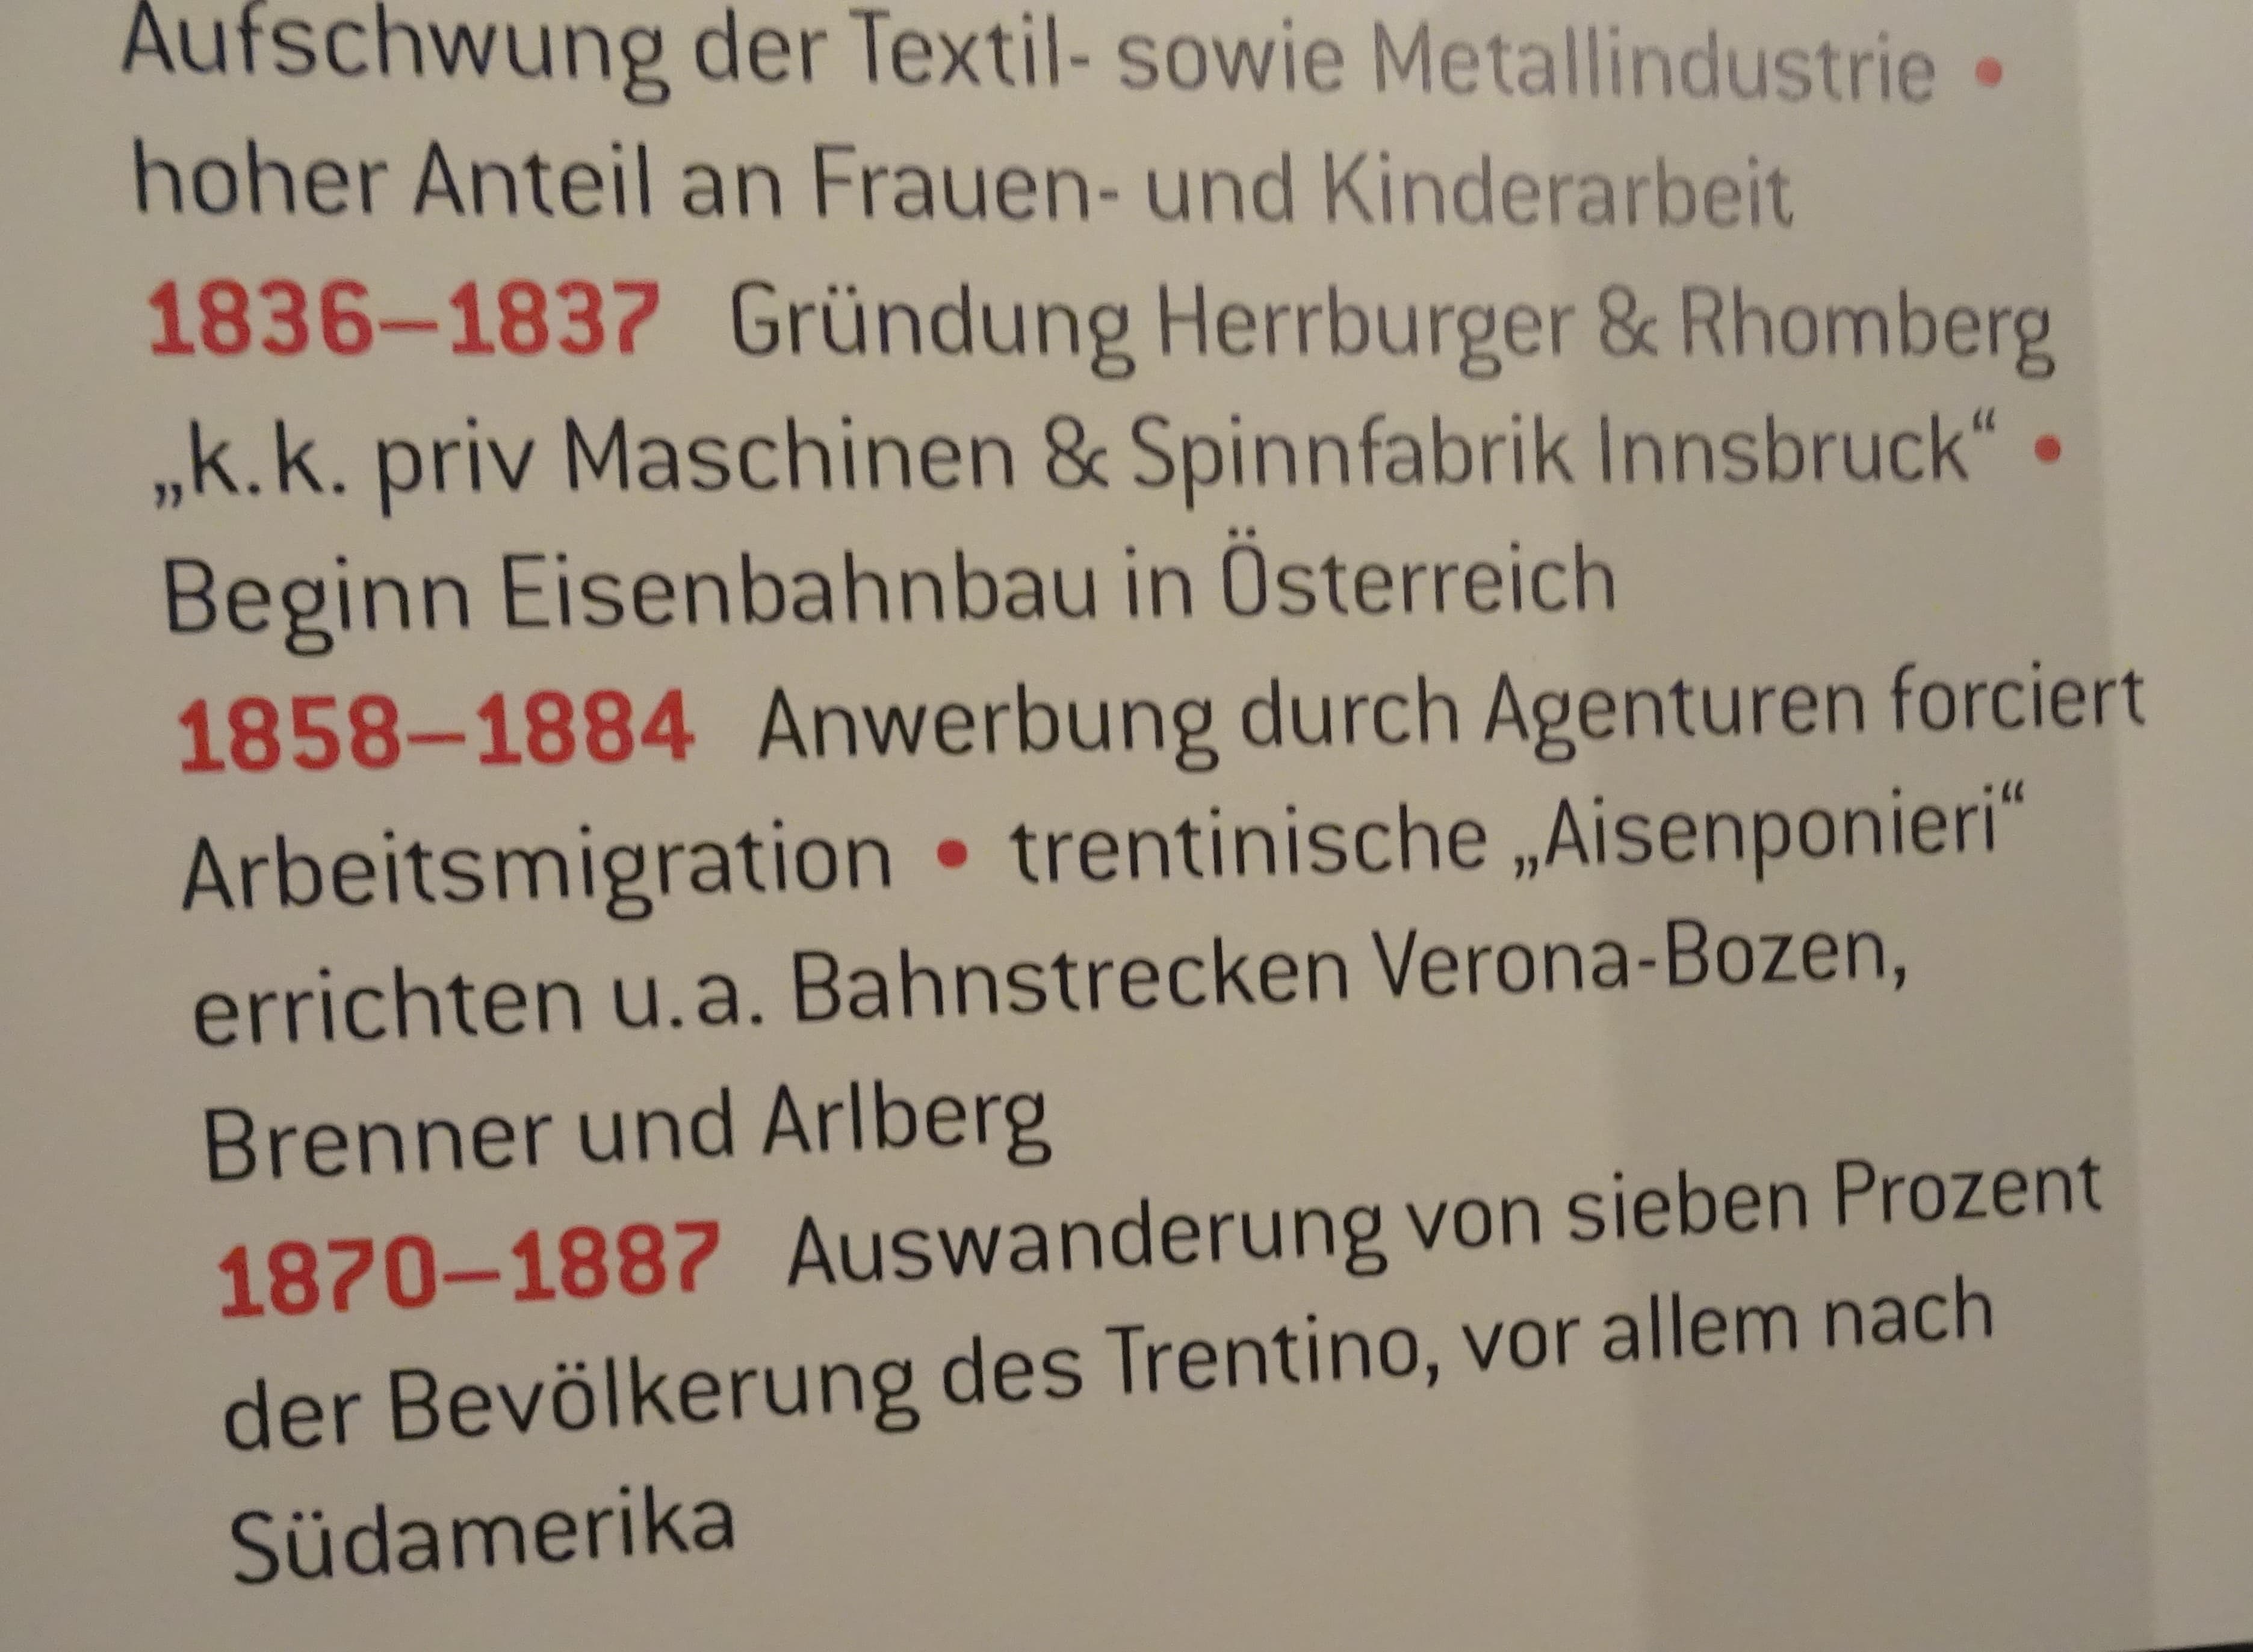 Aufschwung der Textil- sowie Metallindustrie •
hoher Anteil an Frauen- und Kinderarbeit
1836–1837 Gründung Herrburger & Rhomberg
„k.k. priv Maschinen & Spinnfabrik Innsbruck“ •
Beginn Eisenbahnbau in Österreich
1858–1884 Anwerbung durch Agenturen forciert
Arbeitsmigration • trentinische „Aisenponieri“
errichten u.a. Bahnstrecken Verona-Bozen,
Brenner und Arlberg
1870–1887 Auswanderung von sieben Prozent
der Bevölkerung des Trentino, vor allem nach
Südamerika